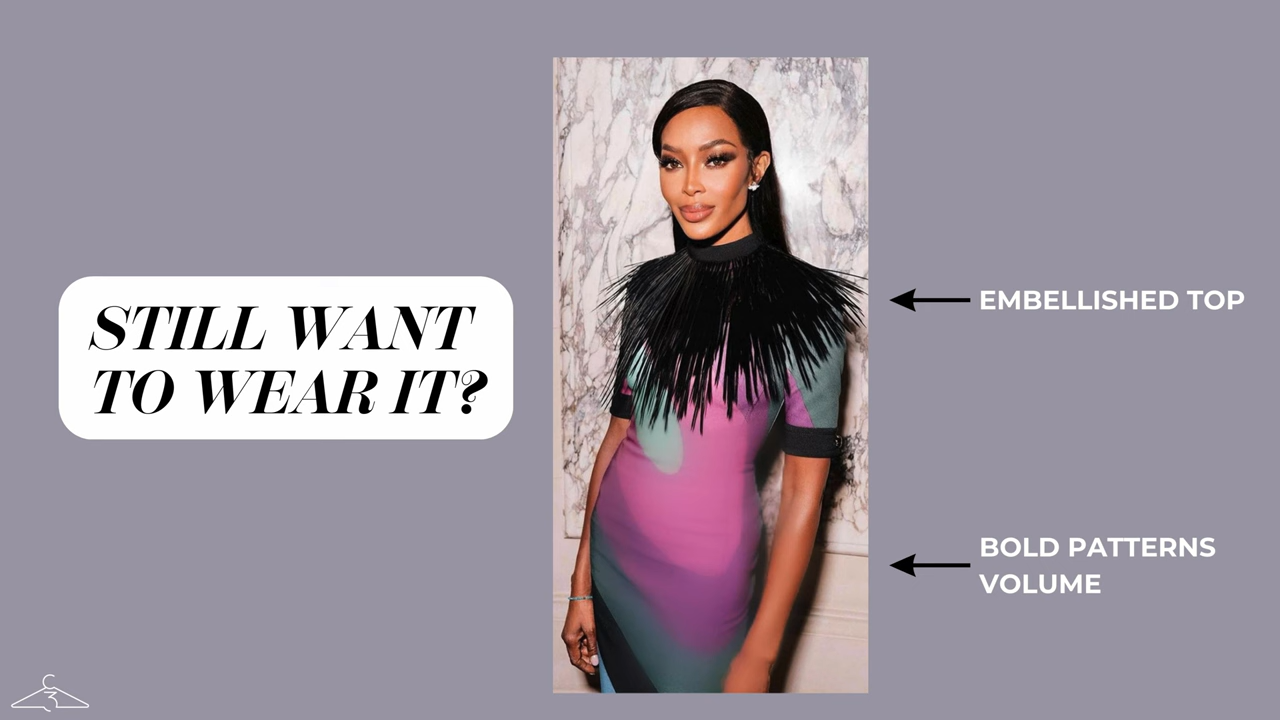 STILL WANT
TO WEAR IT?
EMBELLISHED TOP
BOLD PATTERNS
VOLUME